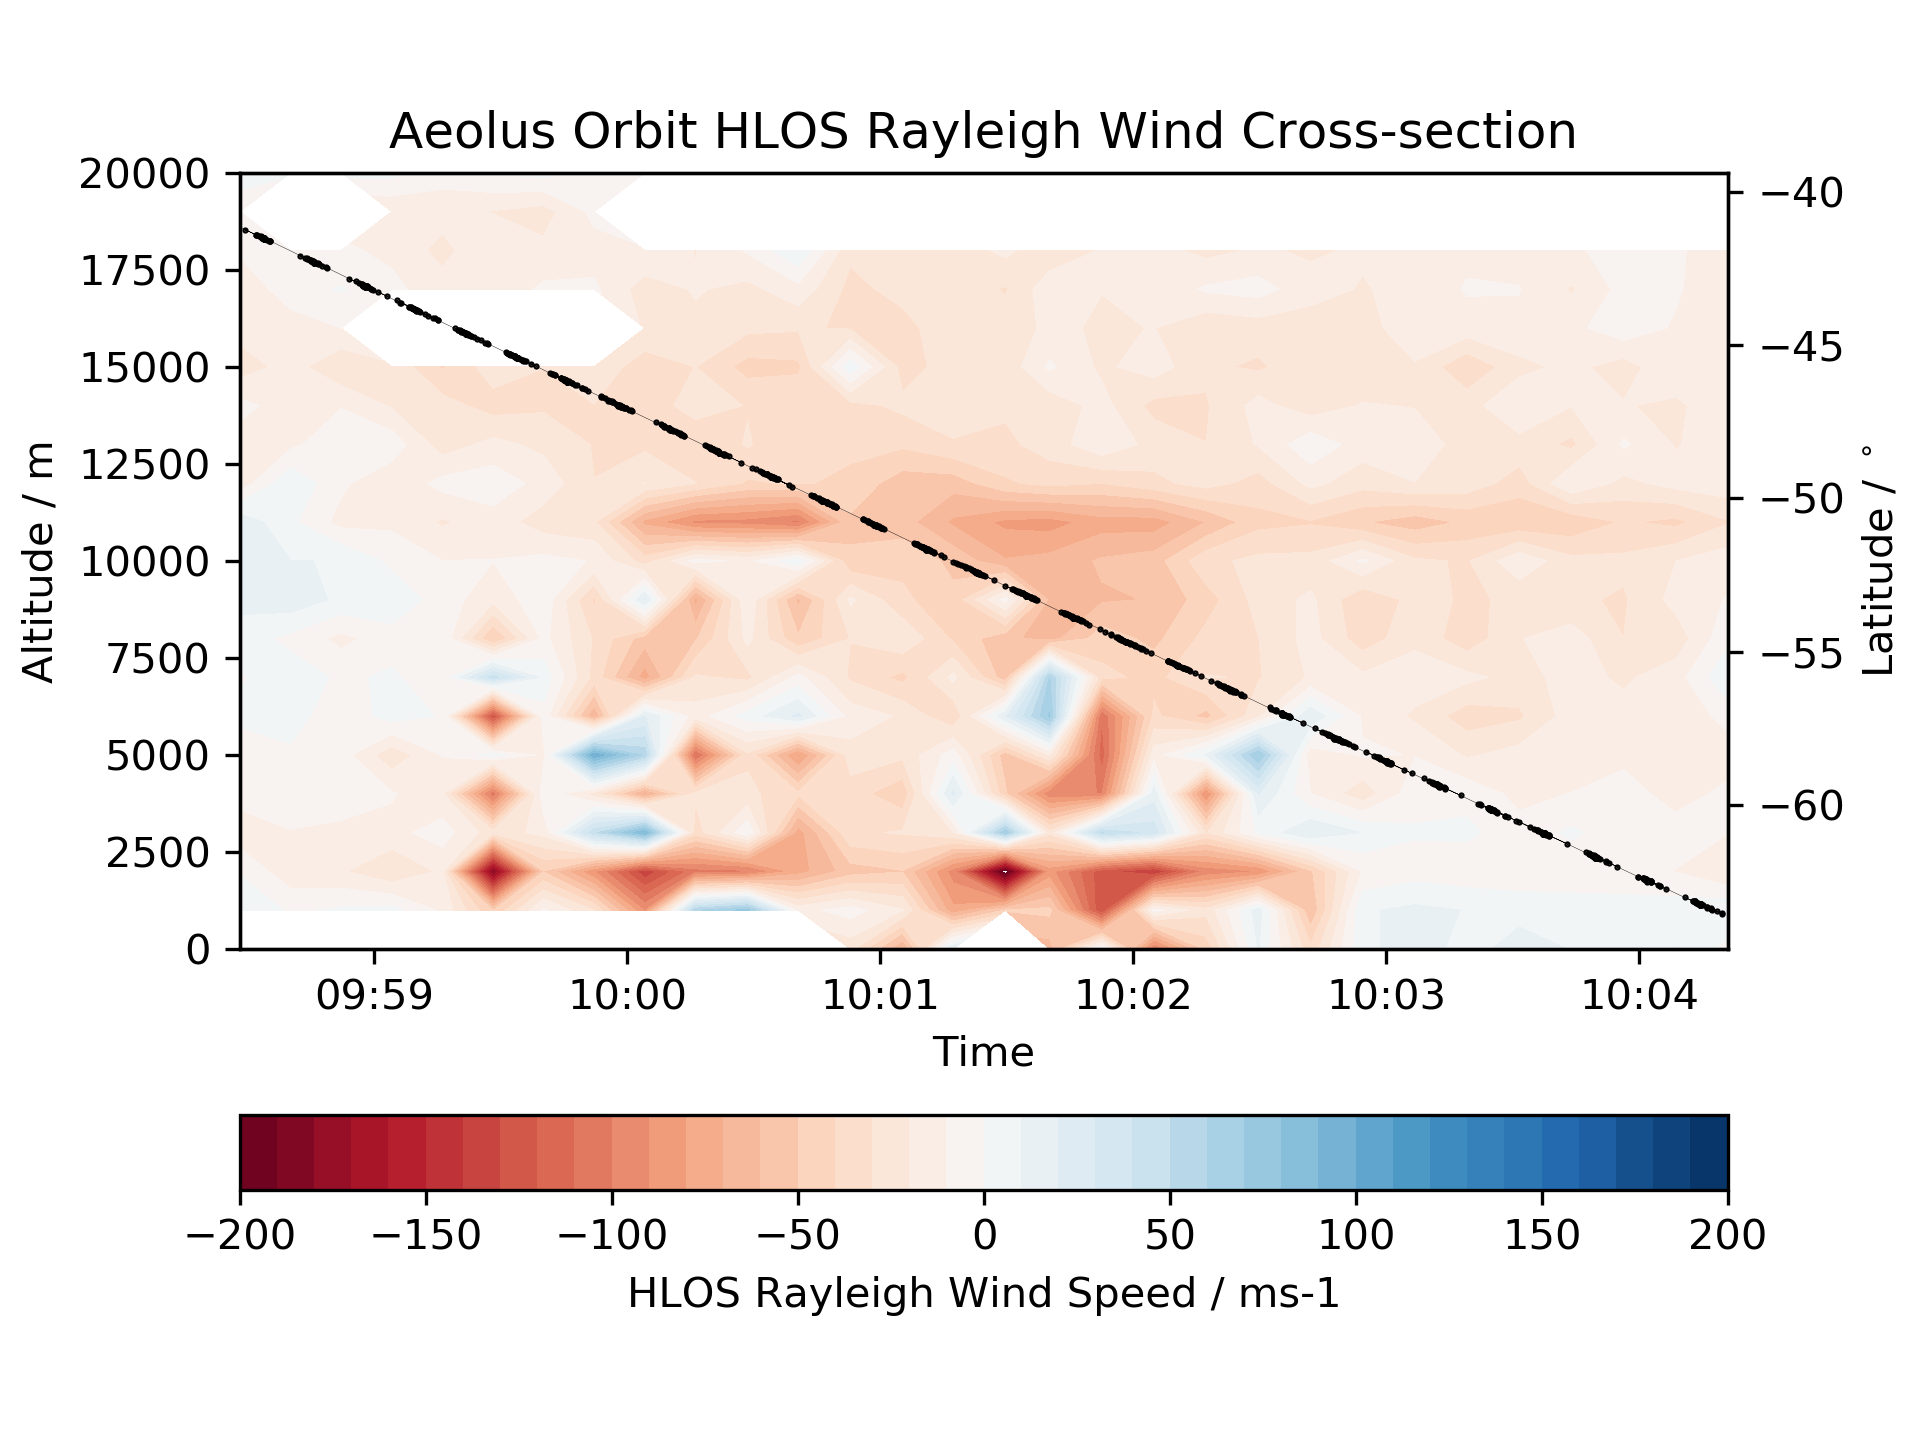 Aeolus Orbit HLOS Rayleigh Wind Cross-section
20000
17500
15000
12500
10000
7500
5000
2500
0
Altitude / m
−40
−45
−50
−55
−60
Latitude / °
09:59 10:00 10:01 10:02 10:03 10:04
Time
−200 −150 −100 −50 0 50 100 150 200
HLOS Rayleigh Wind Speed / ms-1